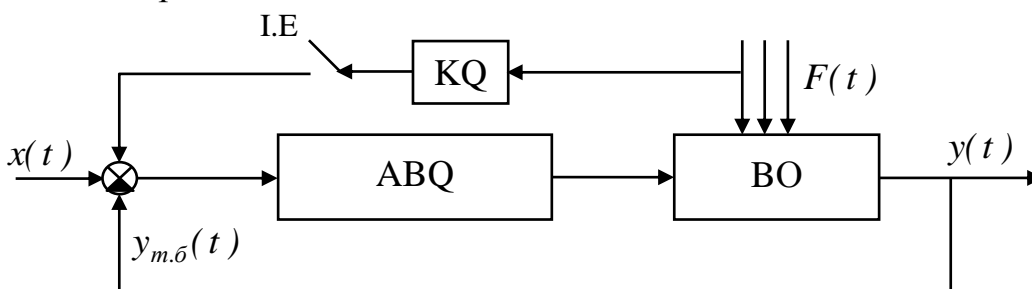 I.E
KQ
F(t)
x(t)
ABQ
BO
y(t)
y_{т.б}(t)